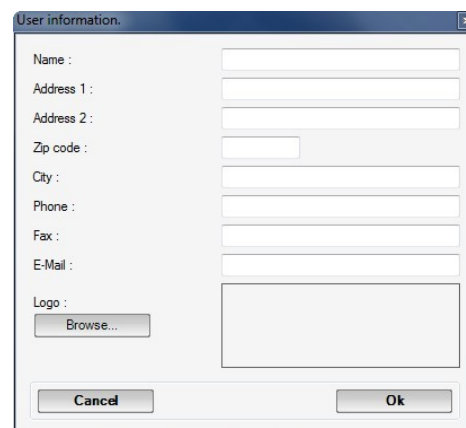 User information.
Name :
Address 1 :
Address 2 :
Zip code :
City :
Phone :
Fax :
E-Mail :
Logo :
Browse...
Cancel
Ok